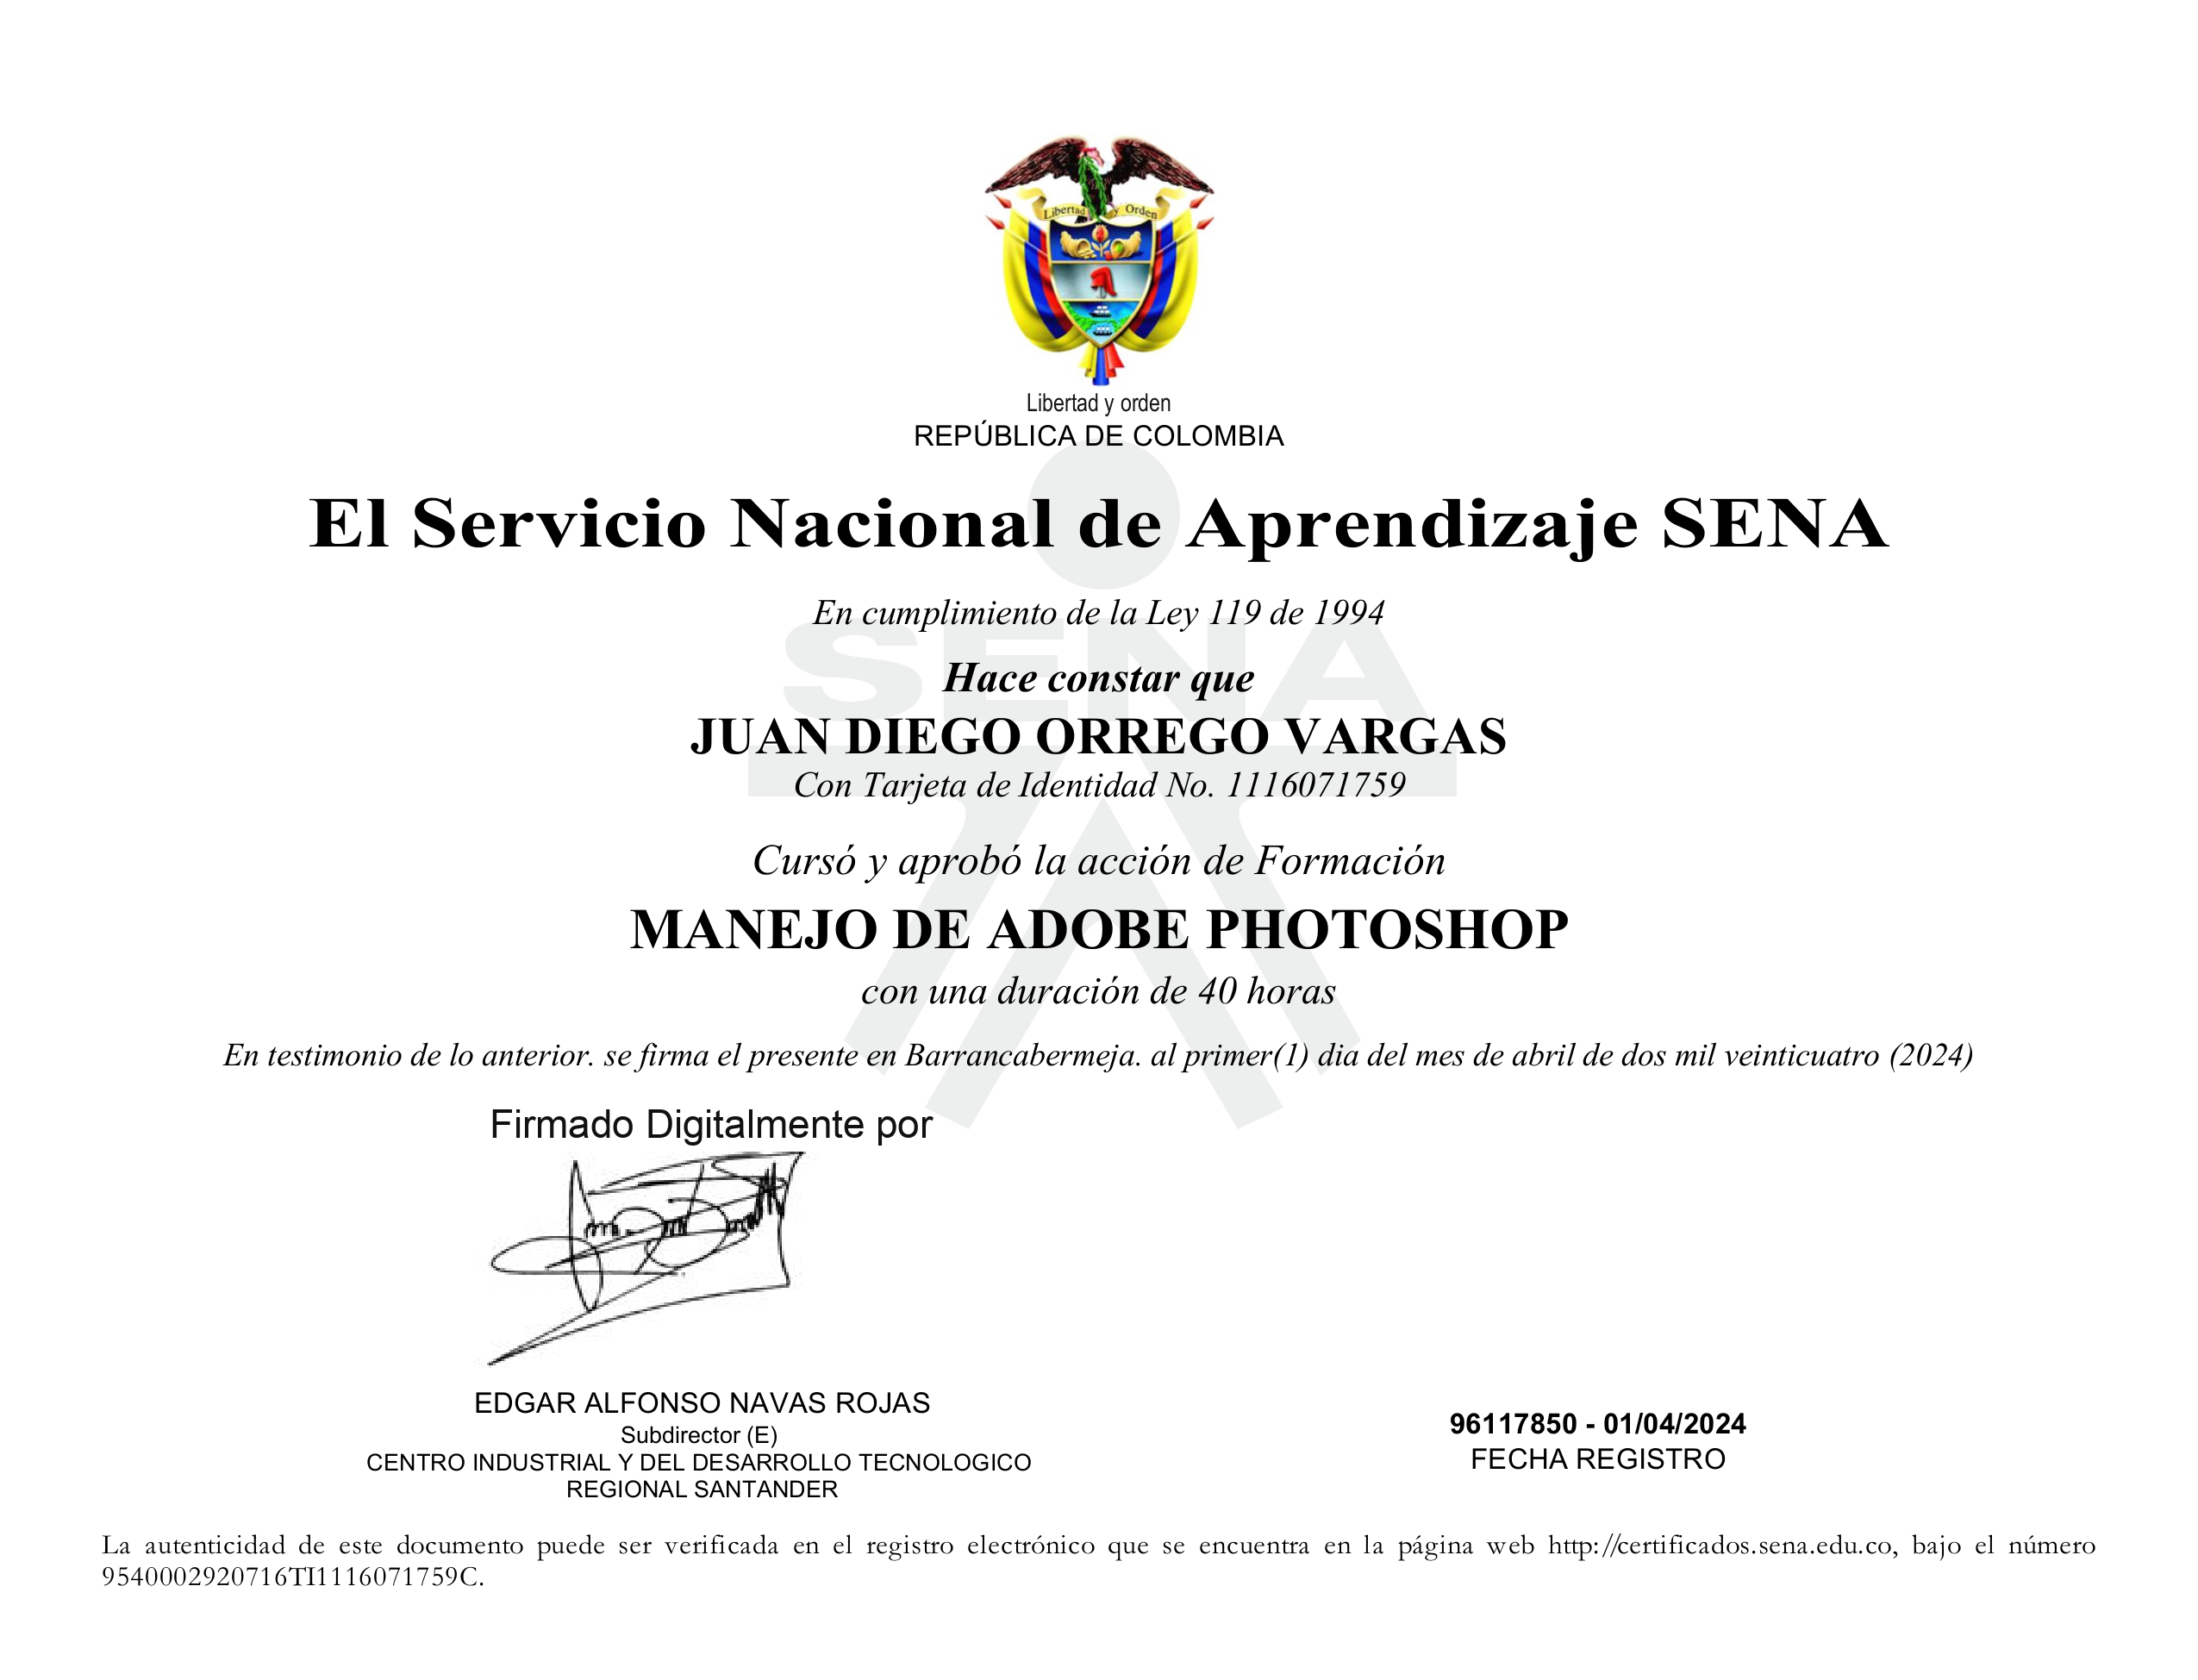 Libertad y Orden
Libertad y orden
REPÚBLICA DE COLOMBIA
El Servicio Nacional de Aprendizaje SENA
En cumplimiento de la Ley 119 de 1994
SENA
Hace constar que
JUAN DIEGO ORREGO VARGAS
Con Tarjeta de Identidad No. 1116071759
Cursó y aprobó la acción de Formación
MANEJO DE ADOBE PHOTOSHOP
con una duración de 40 horas
En testimonio de lo anterior. se firma el presente en Barrancabermeja. al primer(1) dia del mes de abril de dos mil veinticuatro (2024)
Firmado Digitalmente por
EDGAR ALFONSO NAVAS ROJAS
Subdirector (E)
CENTRO INDUSTRIAL Y DEL DESARROLLO TECNOLOGICO
REGIONAL SANTANDER
96117850 - 01/04/2024
FECHA REGISTRO
La autenticidad de este documento puede ser verificada en el registro electrónico que se encuentra en la página web http://certificados.sena.edu.co, bajo el número
9540002920716TI1116071759C.